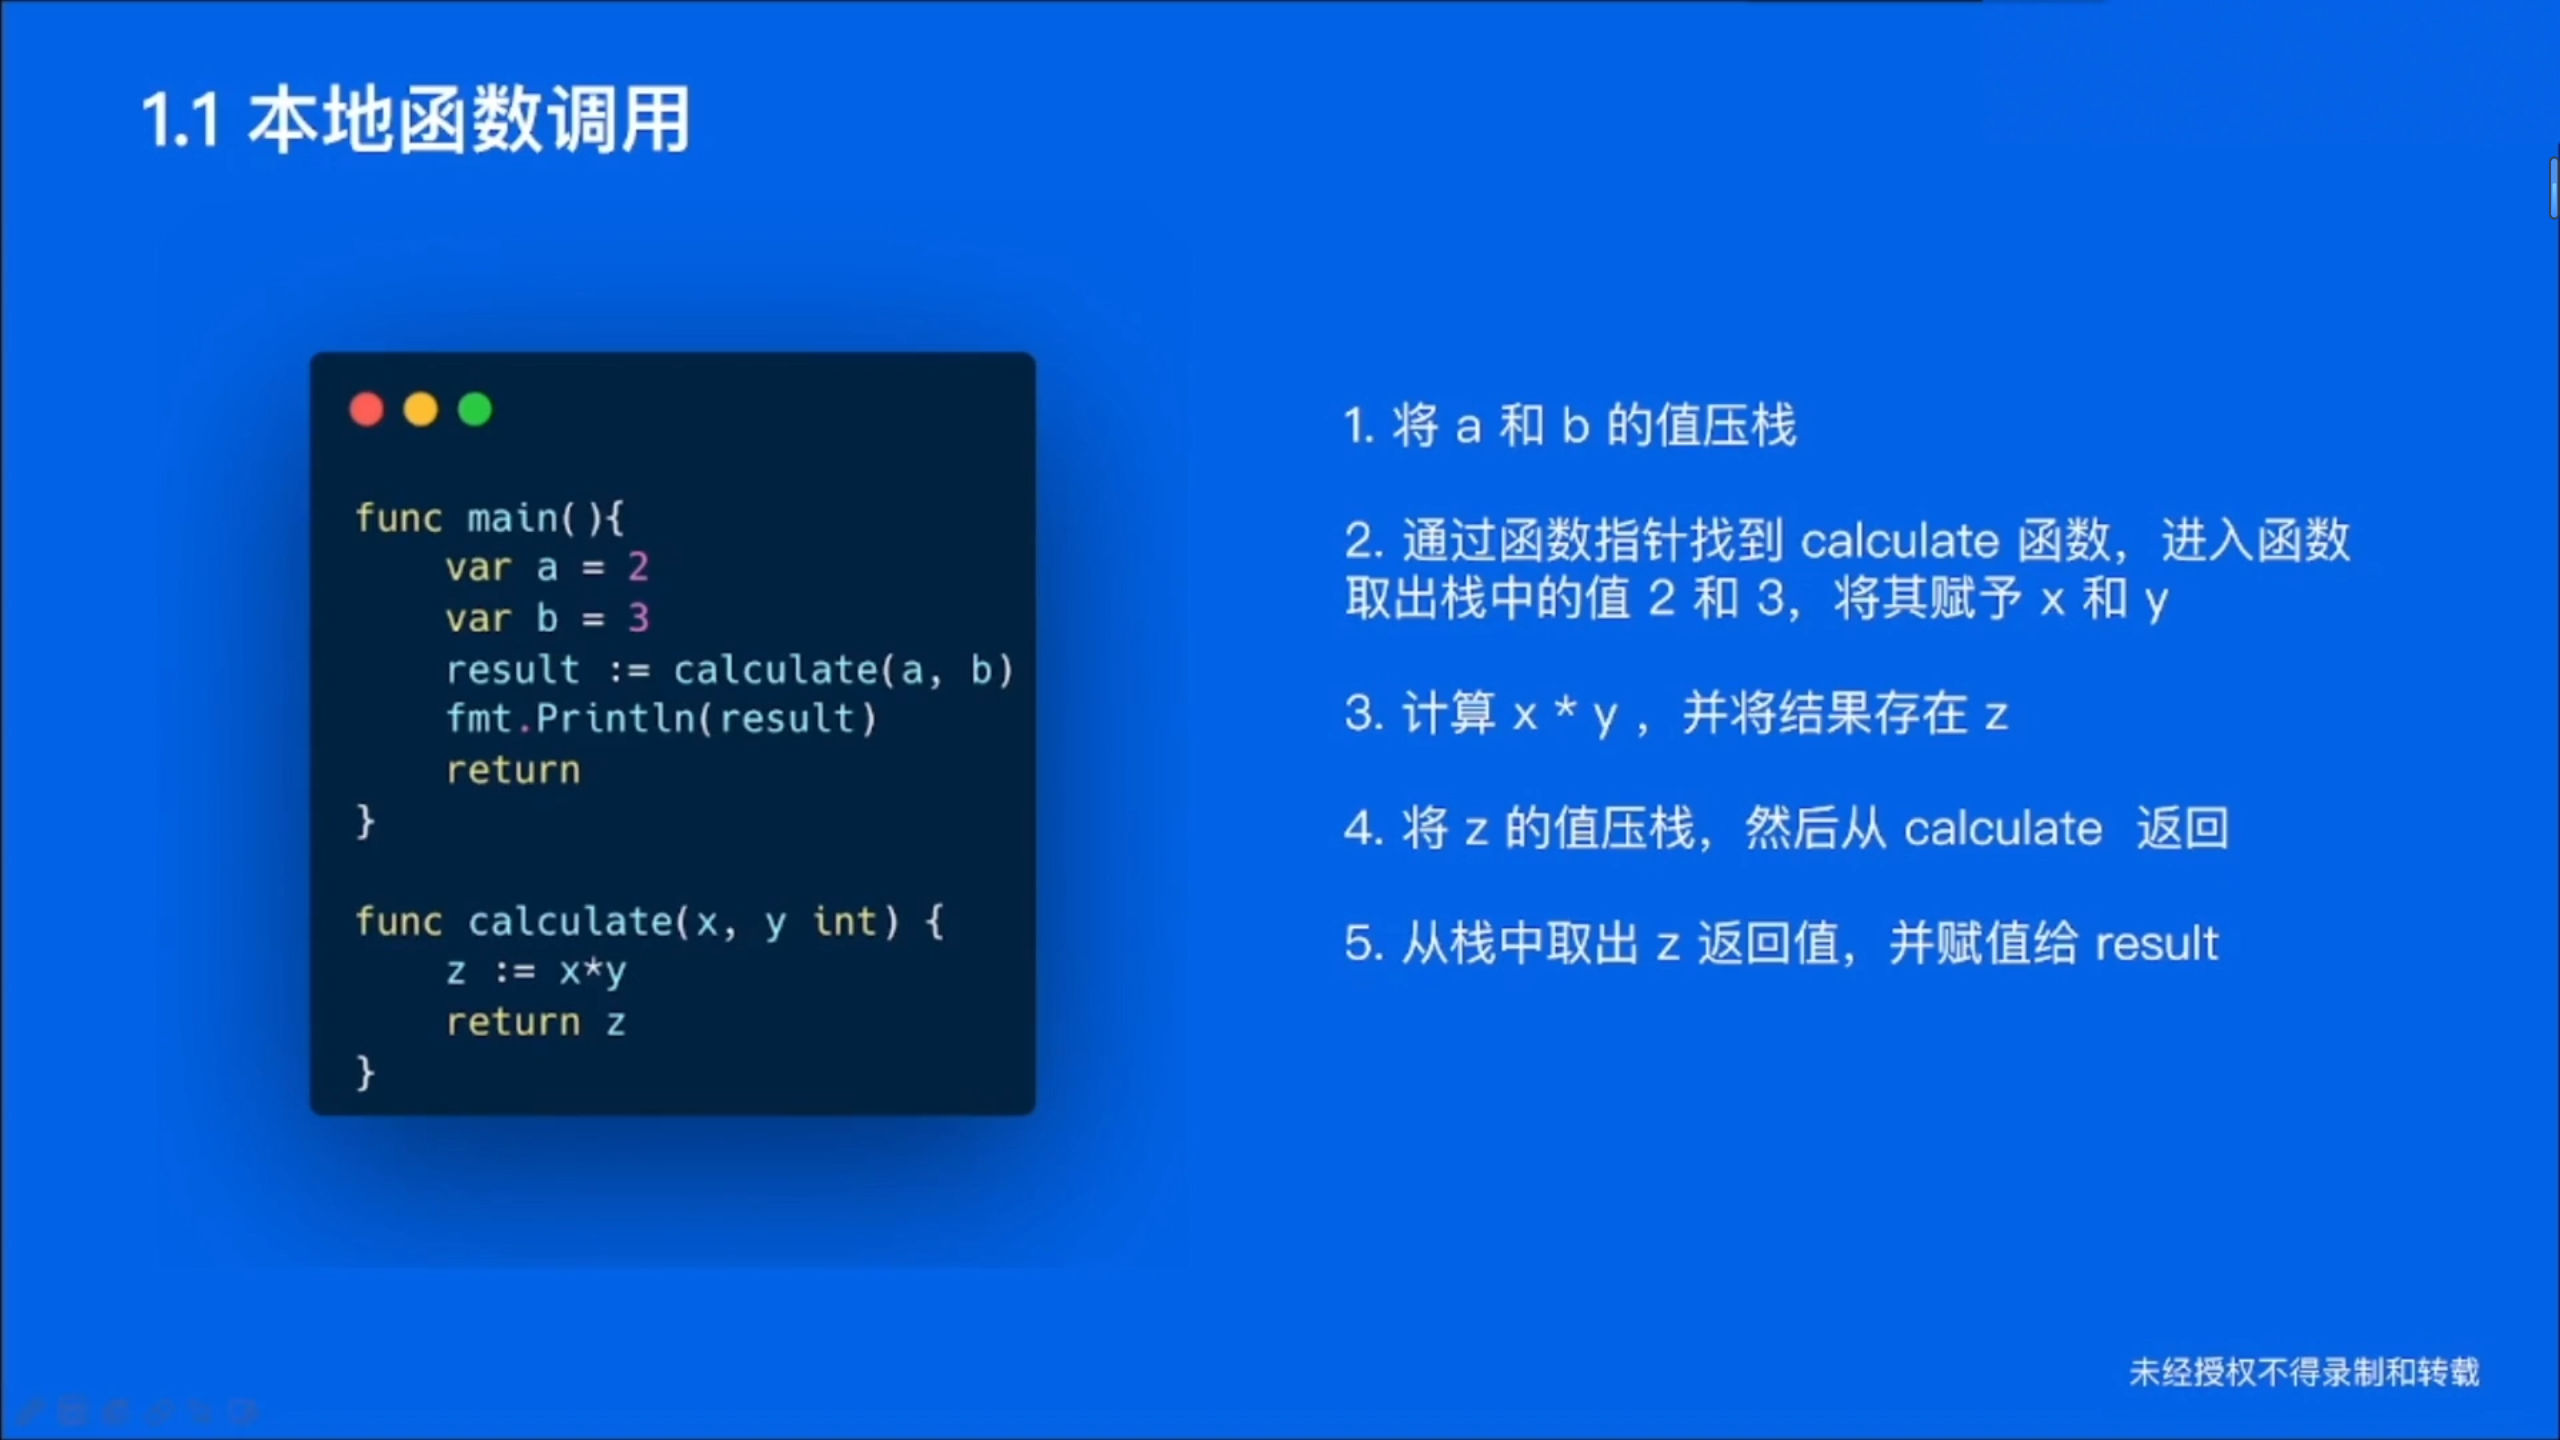 1.1 本地函数调用
func main(){
    var a = 2
    var b = 3
    result := calculate(a, b)
    fmt.Println(result)
    return
}
func calculate(x, y int) {
    z := x*y
    return z
}
1. 将 a 和 b 的值压栈
2. 通过函数指针找到 calculate 函数，进入函数
取出栈中的值 2 和 3，将其赋予 x 和 y
3. 计算 x * y ，并将结果存在 z
4. 将 z 的值压栈，然后从 calculate 返回
5. 从栈中取出 z 返回值，并赋值给 result
未经授权不得录制和转载